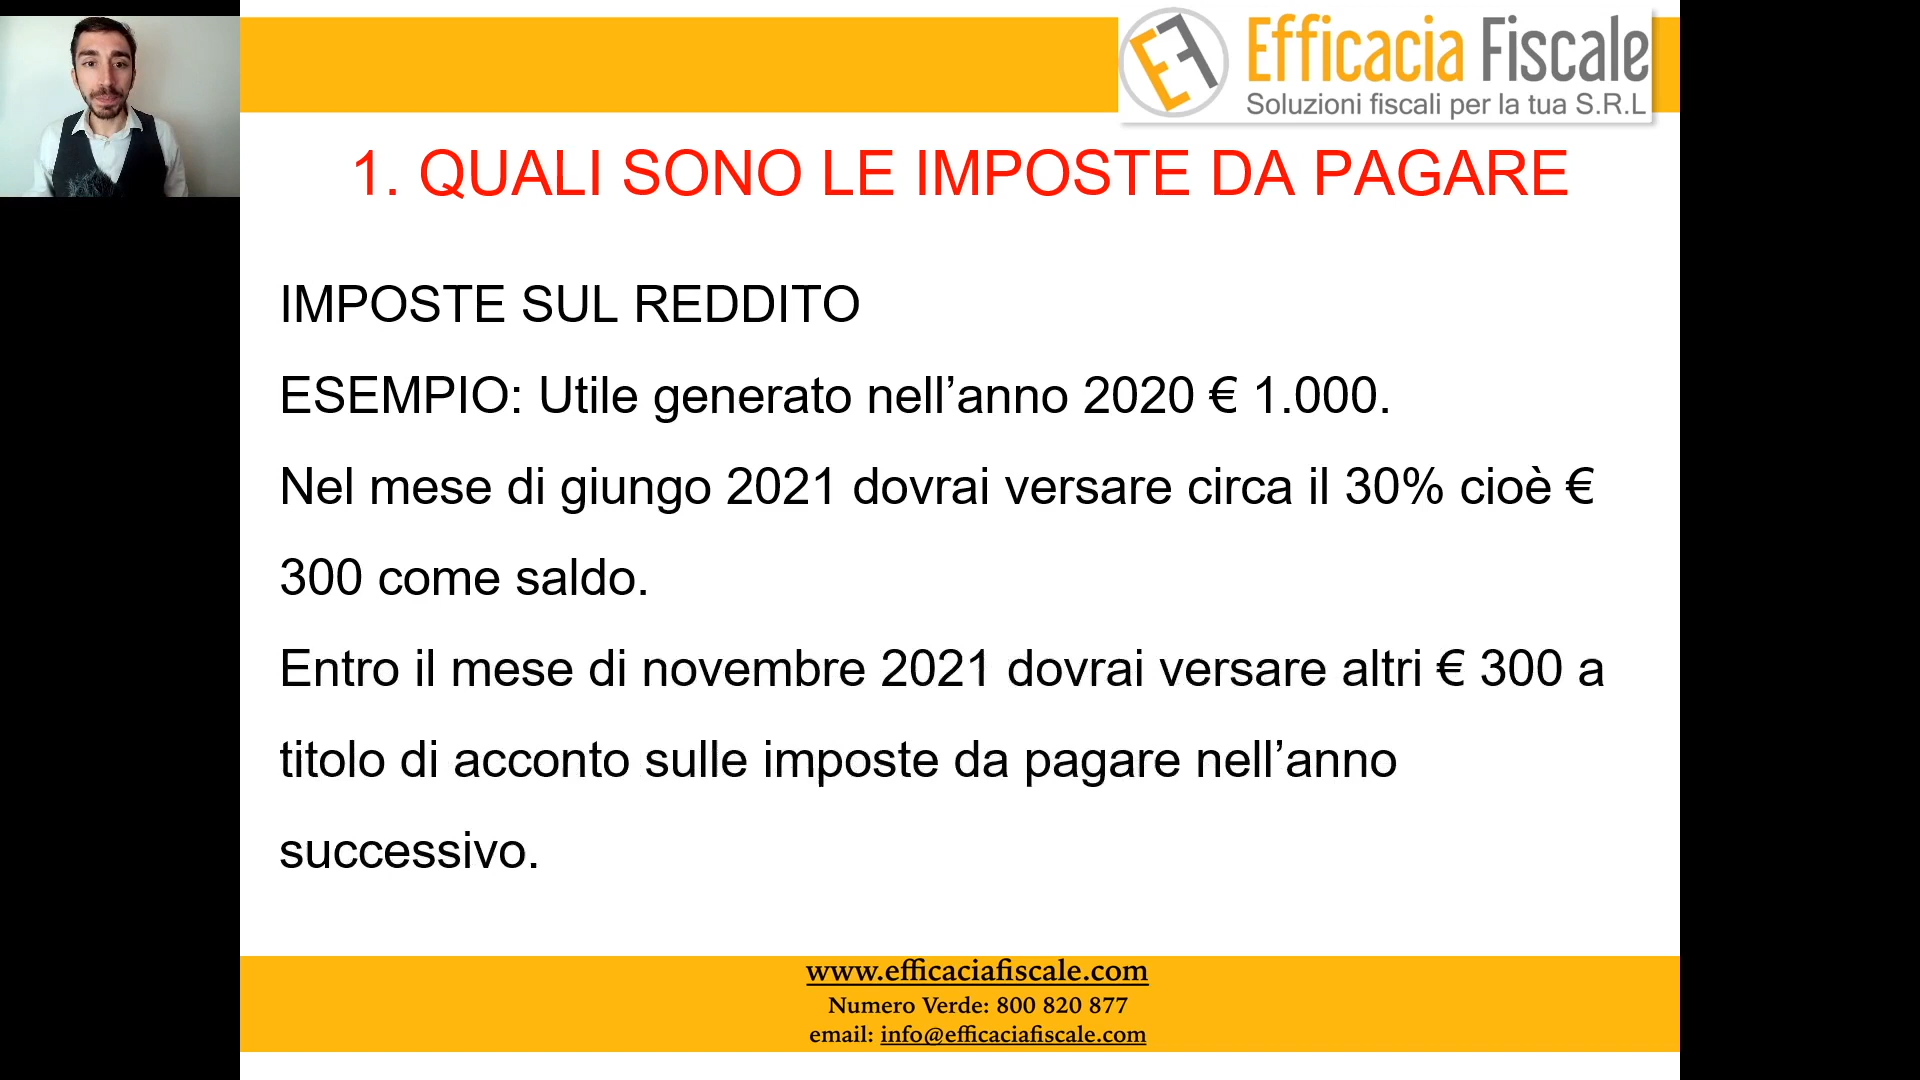 EF
Efficacia Fiscale
Soluzioni fiscali per la tua S.R.L
1. QUALI SONO LE IMPOSTE DA PAGARE
IMPOSTE SUL REDDITO
ESEMPIO: Utile generato nell’anno 2020 € 1.000.
Nel mese di giungo 2021 dovrai versare circa il 30% cioè €
300 come saldo.
Entro il mese di novembre 2021 dovrai versare altri € 300 a
titolo di acconto sulle imposte da pagare nell’anno
successivo.
www.efficaciafiscale.com
Numero Verde: 800 820 877
email: info@efficaciafiscale.com